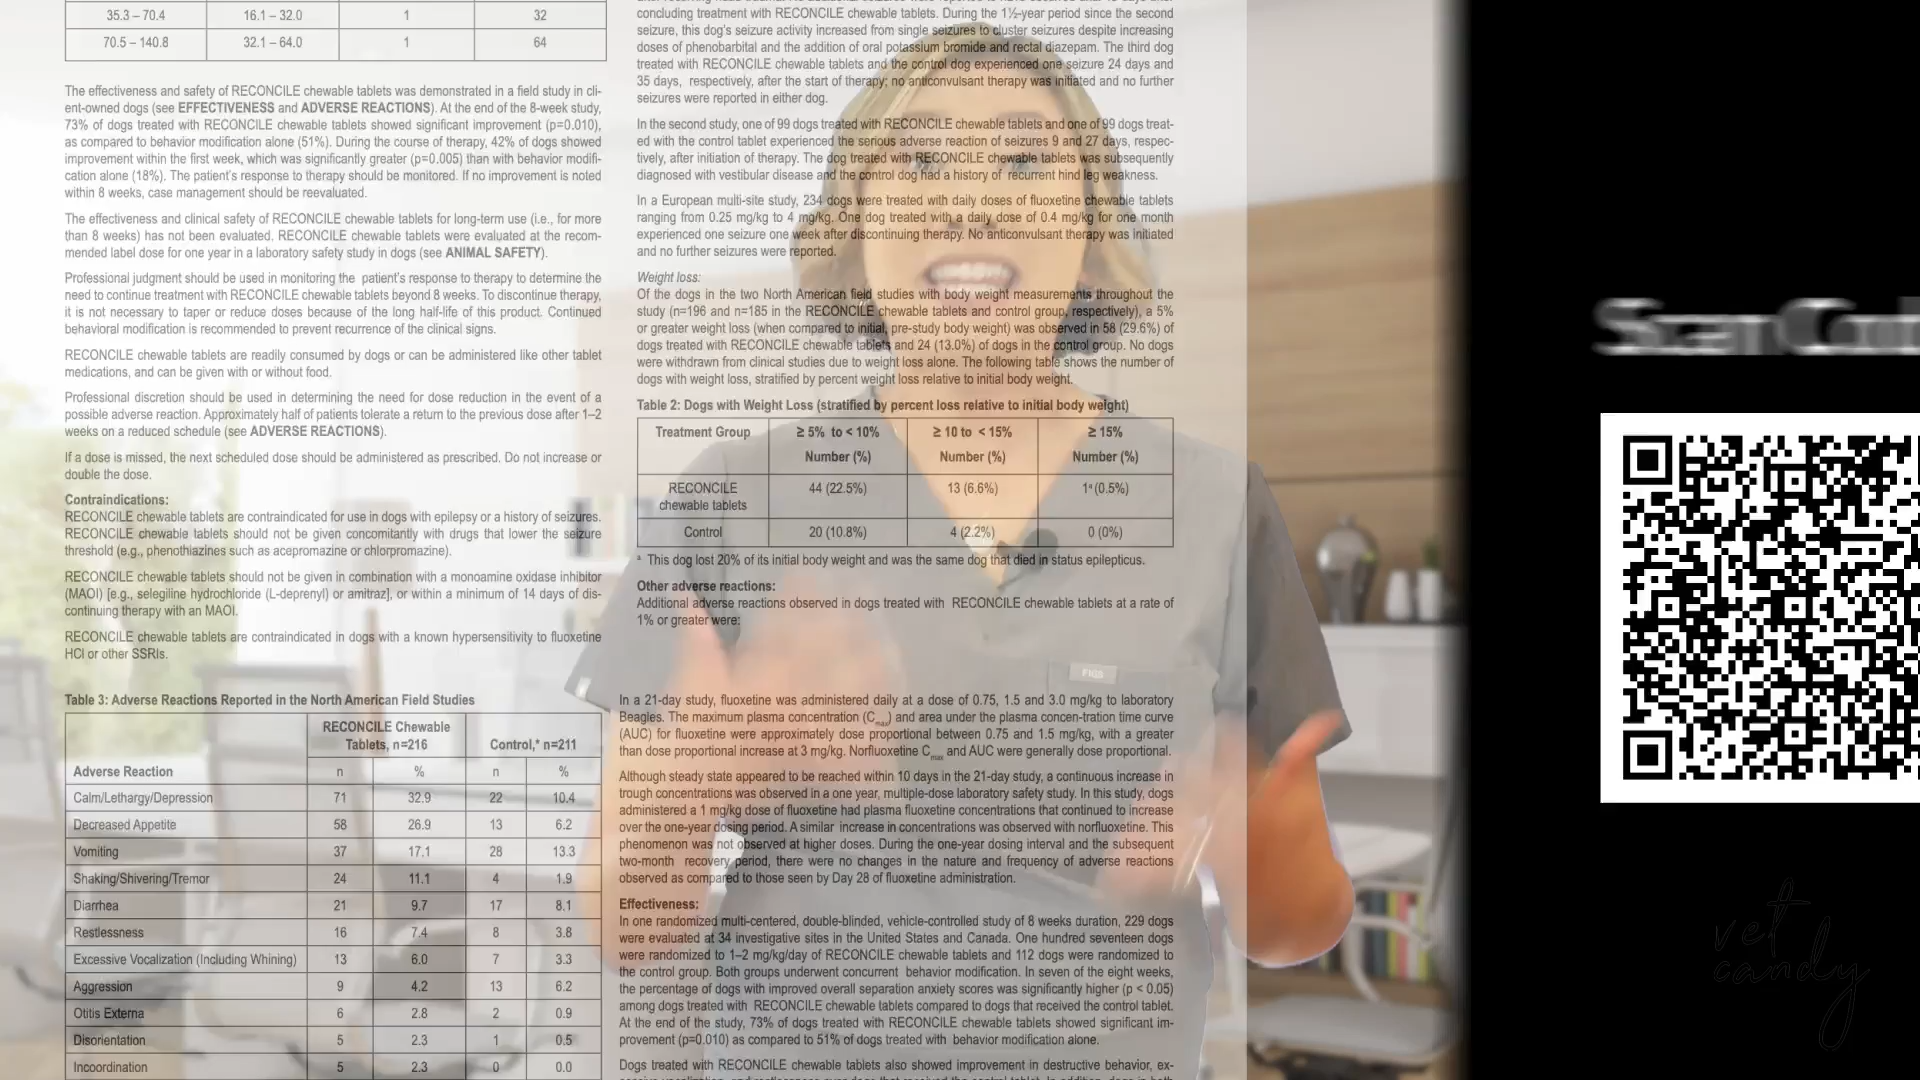 35.3 – 70.4 16.1 – 32.0 1 32
70.5 – 140.8 32.1 – 64.0 1 64
The effectiveness and safety of RECONCILE chewable tablets was demonstrated in a field study in cli-
ent-owned dogs (see EFFECTIVENESS and ADVERSE REACTIONS). At the end of the 8-week study,
73% of dogs treated with RECONCILE chewable tablets showed significant improvement (p=0.010),
as compared to behavior modification alone (51%). During the course of therapy, 42% of dogs showed
improvement within the first week, which was significantly greater (p=0.005) than with behavior modifi-
cation alone (18%). The patient's response to therapy should be monitored. If no improvement is noted
within 8 weeks, case management should be reevaluated.
The effectiveness and clinical safety of RECONCILE chewable tablets for long-term use (i.e., for more
than 8 weeks) has not been evaluated. RECONCILE chewable tablets were evaluated at the recom-
mended label dose for one year in a laboratory safety study in dogs (see ANIMAL SAFETY).
Professional judgment should be used in monitoring the patient's response to therapy to determine the
need to continue treatment with RECONCILE chewable tablets beyond 8 weeks. To discontinue therapy,
it is not necessary to taper or reduce doses because of the long half-life of this product. Continued
behavioral modification is recommended to prevent recurrence of the clinical signs.
RECONCILE chewable tablets are readily consumed by dogs or can be administered like other tablet
medications, and can be given with or without food.
Professional discretion should be used in determining the need for dose reduction in the event of a
possible adverse reaction. Approximately half of patients tolerate a return to the previous dose after 1–2
weeks on a reduced schedule (see ADVERSE REACTIONS).
If a dose is missed, the next scheduled dose should be administered as prescribed. Do not increase or
double the dose.
Contraindications:
RECONCILE chewable tablets are contraindicated for use in dogs with epilepsy or a history of seizures.
RECONCILE chewable tablets should not be given concomitantly with drugs that lower the seizure
threshold (e.g., phenothiazines such as acepromazine or chlorpromazine).
RECONCILE chewable tablets should not be given in combination with a monoamine oxidase inhibitor
(MAOI) [e.g., selegiline hydrochloride (L-deprenyl) or amitraz], or within a minimum of 14 days of dis-
continuing therapy with an MAOI.
RECONCILE chewable tablets are contraindicated in dogs with a known hypersensitivity to fluoxetine
HCl or other SSRIs.
Table 3: Adverse Reactions Reported in the North American Field Studies
RECONCILE Chewable
Tablets, n=216 Control,* n=211
Adverse Reaction n % n %
Calm/Lethargy/Depression 71 32.9 22 10.4
Decreased Appetite 58 26.9 13 6.2
Vomiting 37 17.1 28 13.3
Shaking/Shivering/Tremor 24 11.1 4 1.9
Diarrhea 21 9.7 17 8.1
Restlessness 16 7.4 8 3.8
Excessive Vocalization (Including Whining) 13 6.0 7 3.3
Aggression 9 4.2 13 6.2
Otitis Externa 6 2.8 2 0.9
Disorientation 5 2.3 1 0.5
Incoordination 5 2.3 0 0.0
concluding treatment with RECONCILE chewable tablets. During the 1½-year period since the second
seizure, this dog's seizure activity increased from single seizures to cluster seizures despite increasing
doses of phenobarbital and the addition of oral potassium bromide and rectal diazepam. The third dog
treated with RECONCILE chewable tablets and the control dog experienced one seizure 24 days and
35 days, respectively, after the start of therapy; no anticonvulsant therapy was initiated and no further
seizures were reported in either dog.
In the second study, one of 99 dogs treated with RECONCILE chewable tablets and one of 99 dogs treat-
ed with the control tablet experienced the serious adverse reaction of seizures 9 and 27 days, respec-
tively, after initiation of therapy. The dog treated with RECONCILE chewable tablets was subsequently
diagnosed with vestibular disease and the control dog had a history of recurrent hind leg weakness.
In a European multi-site study, 234 dogs were treated with daily doses of fluoxetine chewable tablets
ranging from 0.25 mg/kg to 4 mg/kg. One dog treated with a daily dose of 0.4 mg/kg for one month
experienced one seizure one week after discontinuing therapy. No anticonvulsant therapy was initiated
and no further seizures were reported.
Weight loss:
Of the dogs in the two North American field studies with body weight measurements throughout the
study (n=196 and n=185 in the RECONCILE chewable tablets and control group, respectively), a 5%
or greater weight loss (when compared to initial, pre-study body weight) was observed in 58 (29.6%) of
dogs treated with RECONCILE chewable tablets and 24 (13.0%) of dogs in the control group. No dogs
were withdrawn from clinical studies due to weight loss alone. The following table shows the number of
dogs with weight loss, stratified by percent weight loss relative to initial body weight.
Table 2: Dogs with Weight Loss (stratified by percent loss relative to initial body weight)
Treatment Group ≥ 5% to < 10% ≥ 10 to < 15% ≥ 15%
Number (%) Number (%) Number (%)
RECONCILE 44 (22.5%) 13 (6.6%) 1ª (0.5%)
chewable tablets
Control 20 (10.8%) 4 (2.2%) 0 (0%)
ª This dog lost 20% of its initial body weight and was the same dog that died in status epilepticus.
Other adverse reactions:
Additional adverse reactions observed in dogs treated with RECONCILE chewable tablets at a rate of
1% or greater were:
FIGS
In a 21-day study, fluoxetine was administered daily at a dose of 0.75, 1.5 and 3.0 mg/kg to laboratory
Beagles. The maximum plasma concentration (Cmax) and area under the plasma concen-tration time curve
(AUC) for fluoxetine were approximately dose proportional between 0.75 and 1.5 mg/kg, with a greater
than dose proportional increase at 3 mg/kg. Norfluoxetine Cmax and AUC were generally dose proportional.
Although steady state appeared to be reached within 10 days in the 21-day study, a continuous increase in
trough concentrations was observed in a one year, multiple-dose laboratory safety study. In this study, dogs
administered a 1 mg/kg dose of fluoxetine had plasma fluoxetine concentrations that continued to increase
over the one-year dosing period. A similar increase in concentrations was observed with norfluoxetine. This
phenomenon was not observed at higher doses. During the one-year dosing interval and the subsequent
two-month recovery period, there were no changes in the nature and frequency of adverse reactions
observed as compared to those seen by Day 28 of fluoxetine administration.
Effectiveness:
In one randomized multi-centered, double-blinded, vehicle-controlled study of 8 weeks duration, 229 dogs
were evaluated at 34 investigative sites in the United States and Canada. One hundred seventeen dogs
were randomized to 1–2 mg/kg/day of RECONCILE chewable tablets and 112 dogs were randomized to
the control group. Both groups underwent concurrent behavior modification. In seven of the eight weeks,
the percentage of dogs with improved overall separation anxiety scores was significantly higher (p < 0.05)
among dogs treated with RECONCILE chewable tablets compared to dogs that received the control tablet.
At the end of the study, 73% of dogs treated with RECONCILE chewable tablets showed significant im-
provement (p=0.010) as compared to 51% of dogs treated with behavior modification alone.
Dogs treated with RECONCILE chewable tablets also showed improvement in destructive behavior, ex-
Scan Cod
vet
candy